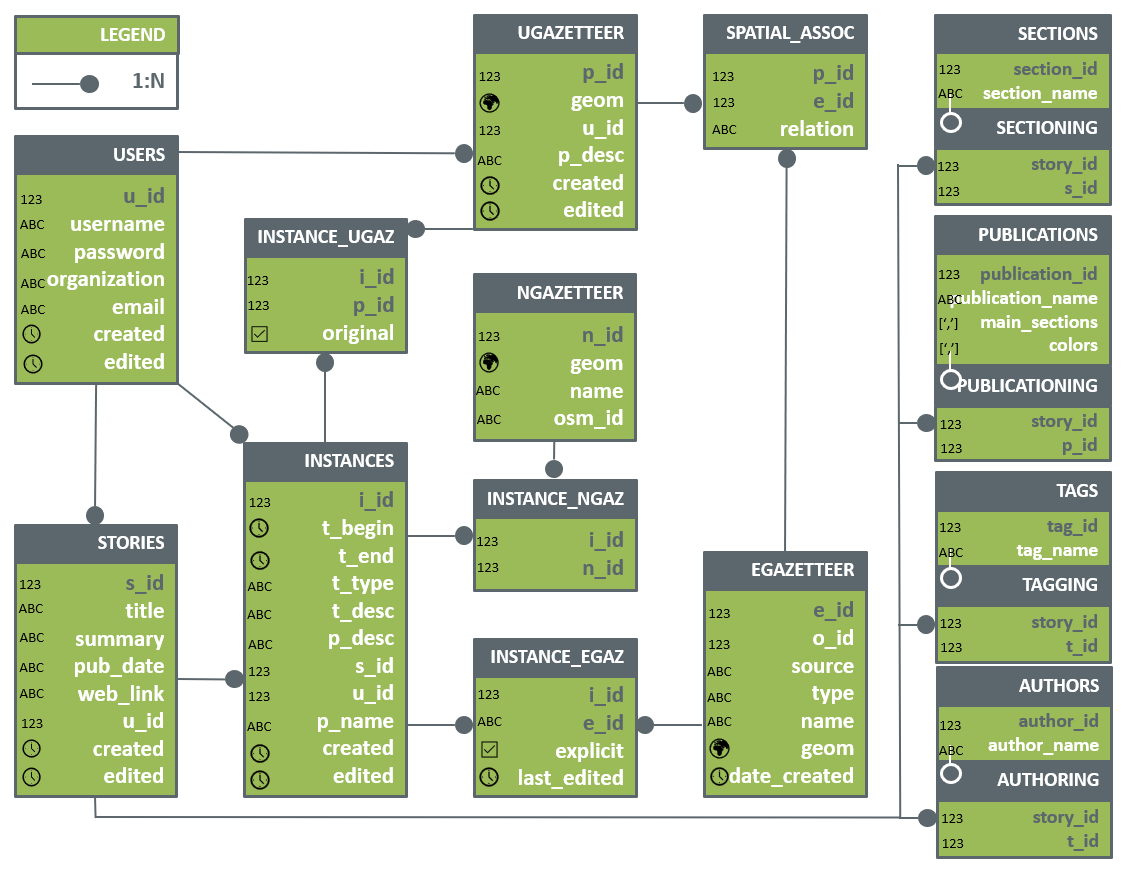 LEGEND
1:N
USERS
123 u_id
ABC username
ABC password
ABC organization
ABC email
created
edited
STORIES
123 s_id
ABC title
ABC summary
ABC pub_date
ABC web_link
123 u_id
created
edited
INSTANCE_UGAZ
123 i_id
123 p_id
original
INSTANCES
123 i_id
t_begin
t_end
ABC t_type
ABC t_desc
ABC p_desc
123 s_id
123 u_id
ABC p_name
created
edited
UGAZETTEER
123 p_id
geom
123 u_id
ABC p_desc
created
edited
NGAZETTEER
123 n_id
geom
ABC name
ABC osm_id
INSTANCE_NGAZ
123 i_id
123 n_id
INSTANCE_EGAZ
123 i_id
ABC e_id
explicit
last_edited
SPATIAL_ASSOC
123 p_id
123 e_id
ABC relation
EGAZETTEER
123 e_id
123 o_id
ABC source
ABC type
ABC name
geom
date_created
SECTIONS
123 section_id
ABC section_name
SECTIONING
123 story_id
123 s_id
PUBLICATIONS
123 publication_id
ABC publication_name
[','] main_sections
[','] colors
PUBLICATIONING
123 story_id
123 p_id
TAGS
123 tag_id
ABC tag_name
TAGGING
123 story_id
123 t_id
AUTHORS
123 author_id
ABC author_name
AUTHORING
123 story_id
123 t_id